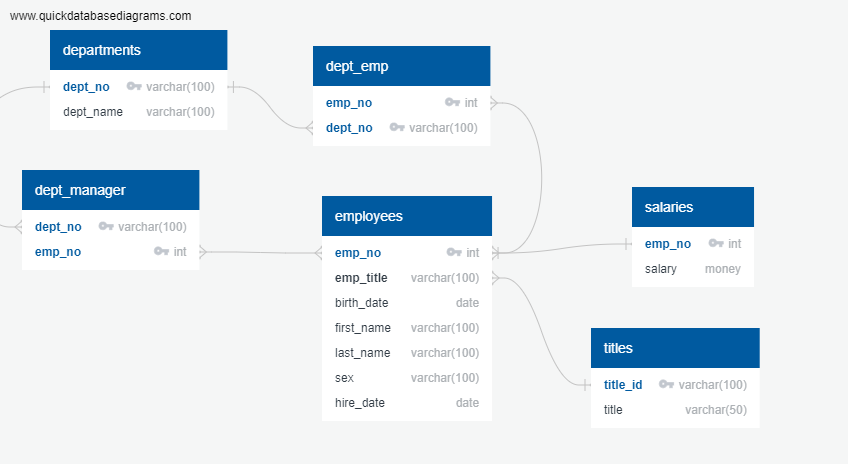 www.quickdatabasediagrams.com
departments
dept_no varchar(100)
dept_name varchar(100)
dept_emp
emp_no int
dept_no varchar(100)
dept_manager
dept_no varchar(100)
emp_no int
employees
emp_no int
emp_title varchar(100)
birth_date date
first_name varchar(100)
last_name varchar(100)
sex varchar(100)
hire_date date
salaries
emp_no int
salary money
titles
title_id varchar(100)
title varchar(50)